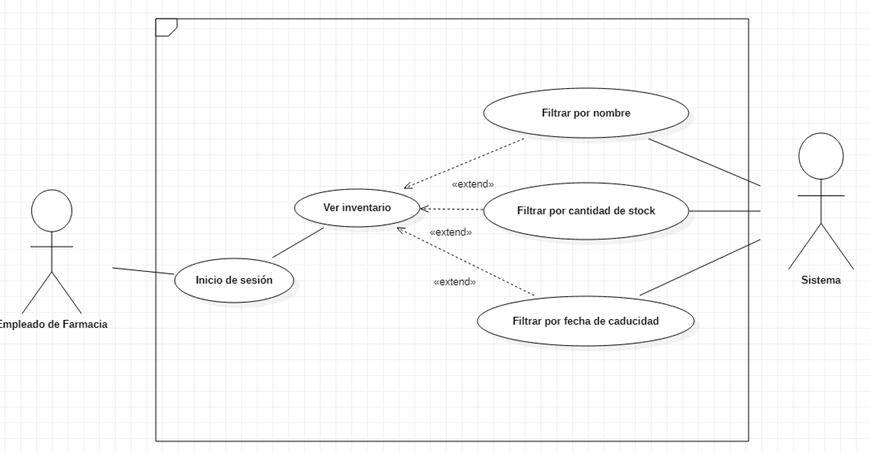 Filtrar por nombre
«extend»
Ver inventario
Filtrar por cantidad de stock
«extend»
Inicio de sesión
«extend»
Sistema
Filtrar por fecha de caducidad
Empleado de Farmacia